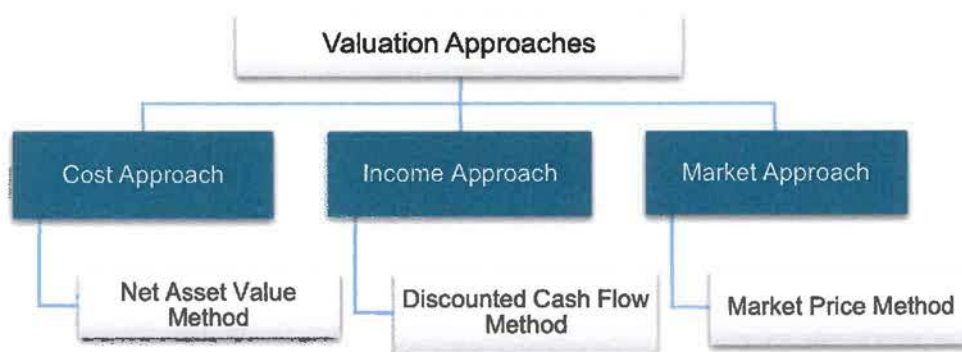 Valuation Approaches
Cost Approach
Income Approach
Market Approach
Net Asset Value
Method
Discounted Cash Flow
Method
Market Price Method